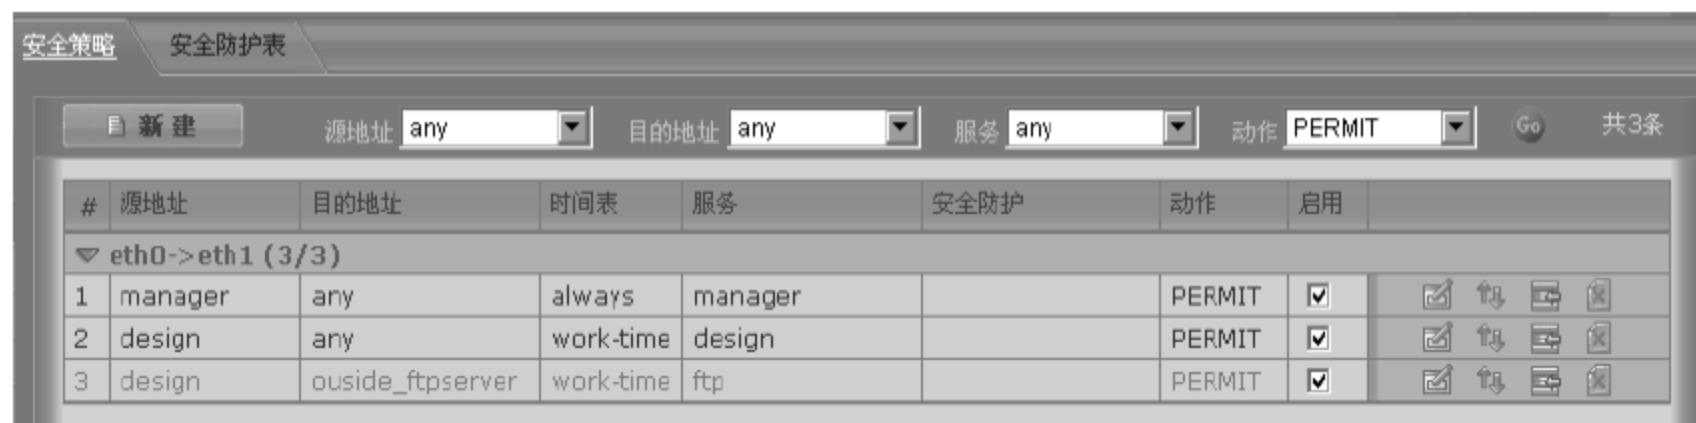 安全策略 安全防护表
新建 源地址 any 目的地址 any 服务 any 动作 PERMIT Go 共3条
# 源地址 目的地址 时间表 服务 安全防护 动作 启用
eth0->eth1 (3/3)
1 manager any always manager PERMIT
2 design any work-time design PERMIT
3 design ouside_ftpserver work-time ftp PERMIT